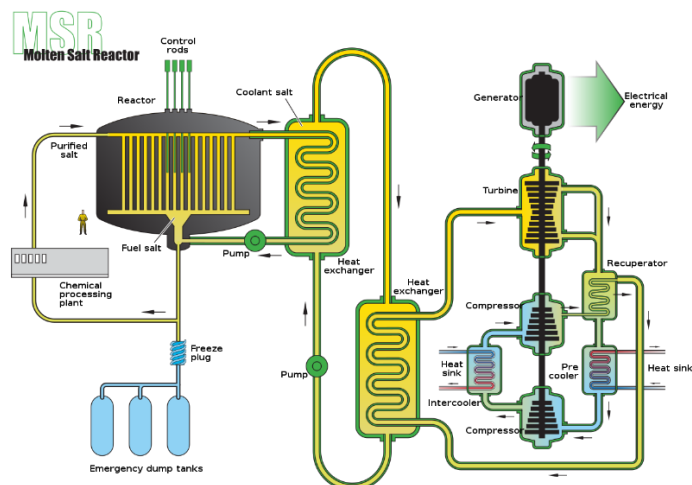 MSR
Molten Salt Reactor
Control
rods
Reactor
Coolant salt
Purified
salt
Fuel salt
Pump
Heat
exchanger
Chemical
processing
plant
Freeze
plug
Emergency dump tanks
Pump
Heat
exchanger
Generator
Electrical
energy
Turbine
Recuperator
Compressor
Heat
sink
Pre
cooler
Heat sink
Intercooler
Compressor